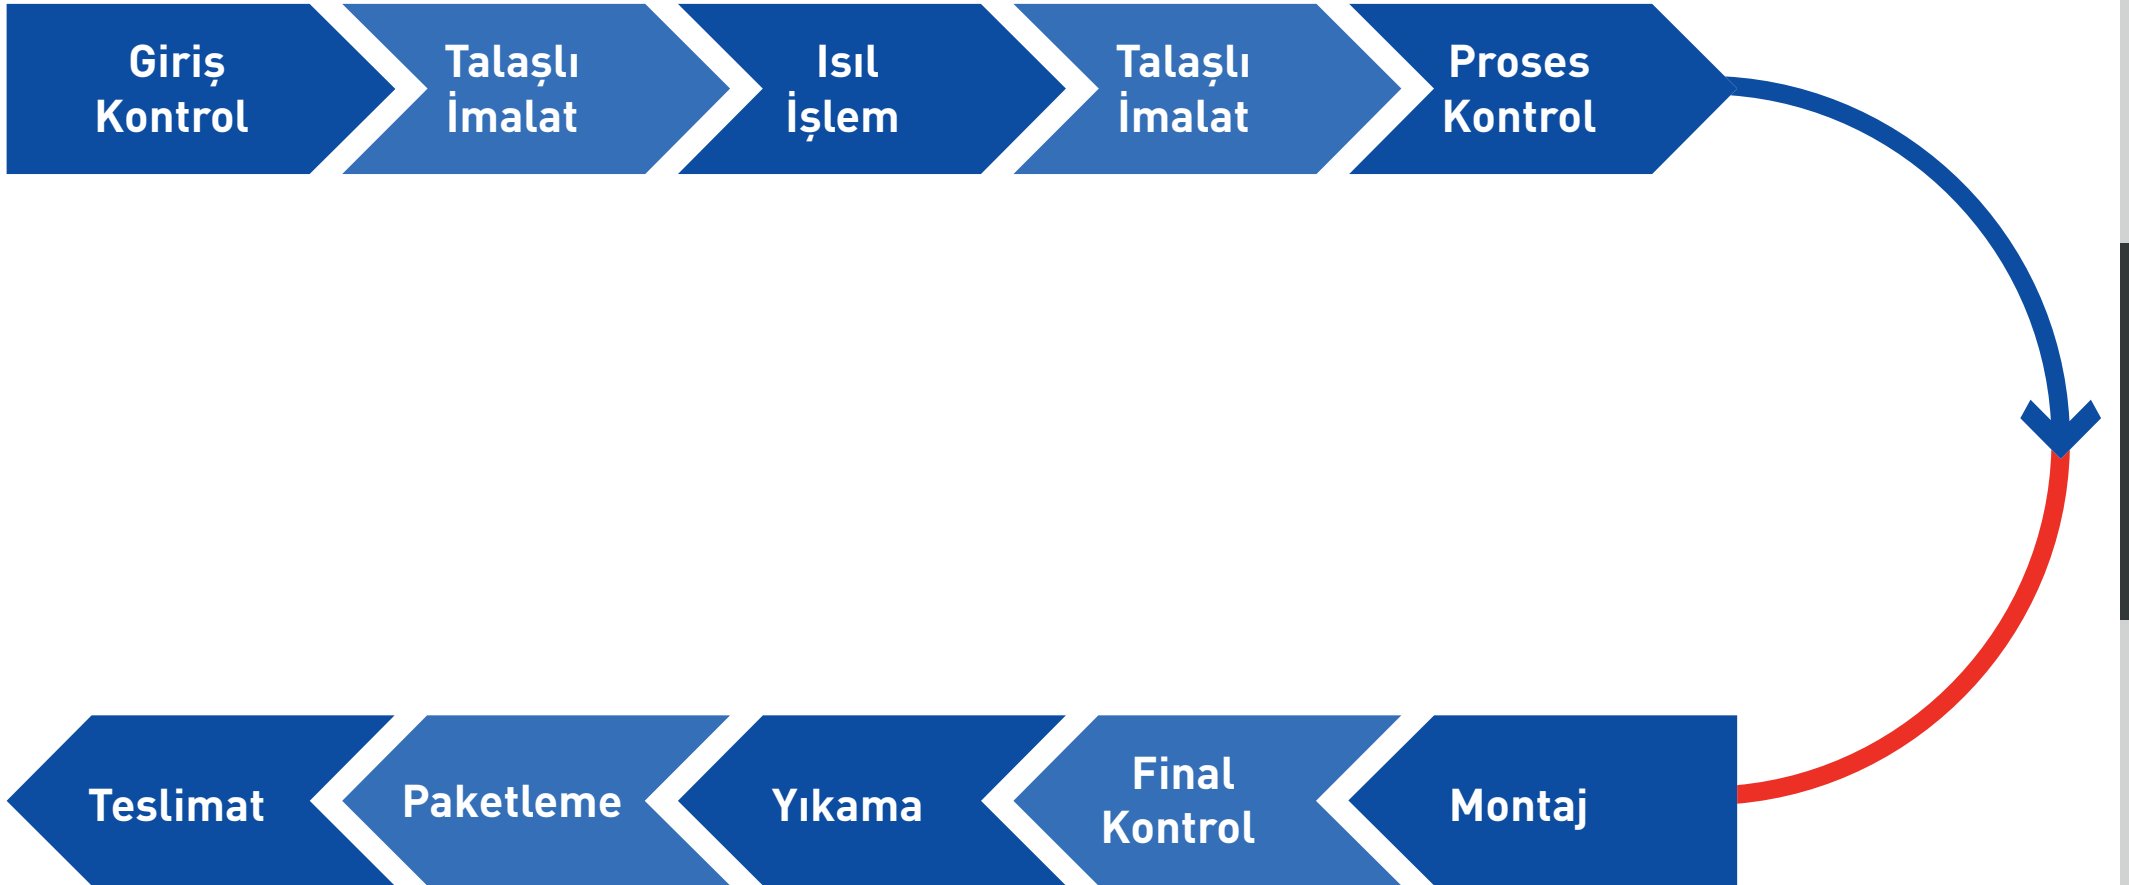 Giriş
Kontrol
Talaşlı
İmalat
Isıl
İşlem
Talaşlı
İmalat
Proses
Kontrol
Montaj
Final
Kontrol
Yıkama
Paketleme
Teslimat